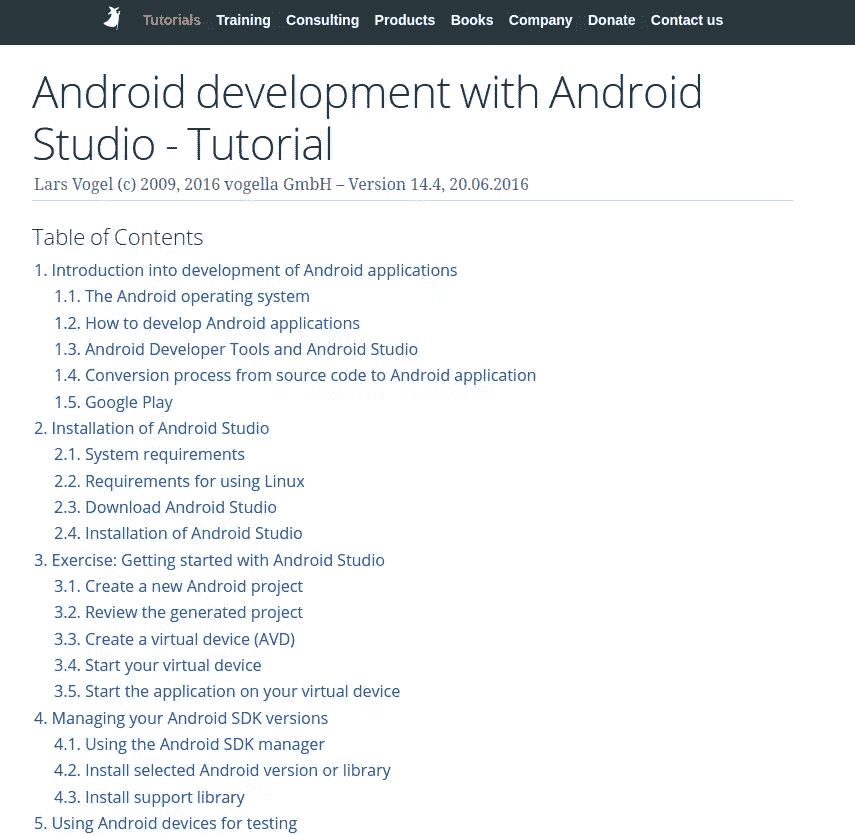 Tutorials Training Consulting Products Books Company Donate Contact us
Android development with Android
Studio - Tutorial
Lars Vogel (c) 2009, 2016 vogella GmbH – Version 14.4, 20.06.2016
Table of Contents
1. Introduction into development of Android applications
1.1. The Android operating system
1.2. How to develop Android applications
1.3. Android Developer Tools and Android Studio
1.4. Conversion process from source code to Android application
1.5. Google Play
2. Installation of Android Studio
2.1. System requirements
2.2. Requirements for using Linux
2.3. Download Android Studio
2.4. Installation of Android Studio
3. Exercise: Getting started with Android Studio
3.1. Create a new Android project
3.2. Review the generated project
3.3. Create a virtual device (AVD)
3.4. Start your virtual device
3.5. Start the application on your virtual device
4. Managing your Android SDK versions
4.1. Using the Android SDK manager
4.2. Install selected Android version or library
4.3. Install support library
5. Using Android devices for testing